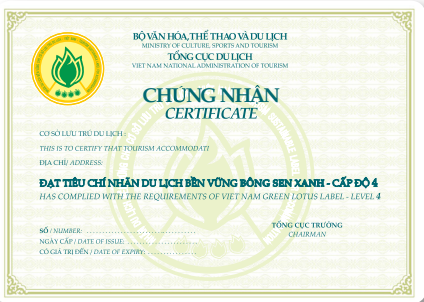 BỘ VĂN HÓA, THỂ THAO VÀ DU LỊCH
MINISTRY OF CULTURE, SPORTS AND TOURISM
TỔNG CỤC DU LỊCH
VIET NAM NATIONAL ADMINISTRATION OF TOURISM
CHỨNG NHẬN
CERTIFICATE
CƠ SỞ LƯU TRÚ DU LỊCH :
THIS IS TO CERTIFY THAT TOURISM ACCOMMODATI
ĐỊA CHỈ/ ADDRESS:
ĐẠT TIÊU CHÍ NHÃN DU LỊCH BỀN VỮNG BÔNG SEN XANH - CẤP ĐỘ 4
HAS COMPLIED WITH THE REQUIREMENTS OF VIET NAM GREEN LOTUS LABEL - LEVEL 4
SỐ / NUMBER: ...................................
TỔNG CỤC TRƯỞNG
NGÀY CẤP / DATE OF ISSUE: ......................
CHAIRMAN
CÓ GIÁ TRỊ ĐẾN / DATE OF EXPIRY: ................